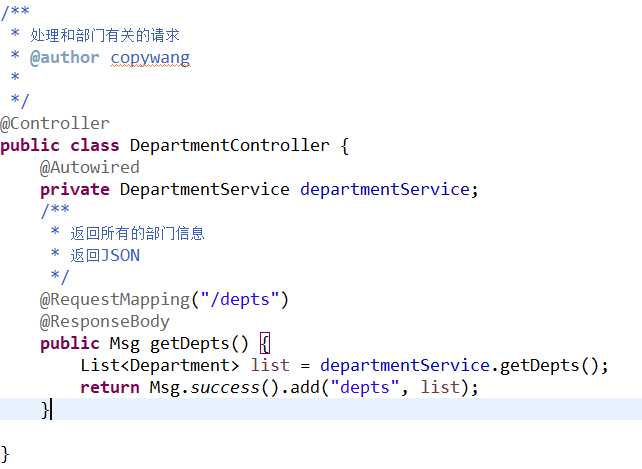 /**
 * 处理和部门有关的请求
 * @author copywang
 *
 */
@Controller
public class DepartmentController {
    @Autowired
    private DepartmentService departmentService;
    /**
     * 返回所有的部门信息
     * 返回JSON
     */
    @RequestMapping("/depts")
    @ResponseBody
    public Msg getDepts() {
        List<Department> list = departmentService.getDepts();
        return Msg.success().add("depts", list);
    }
}